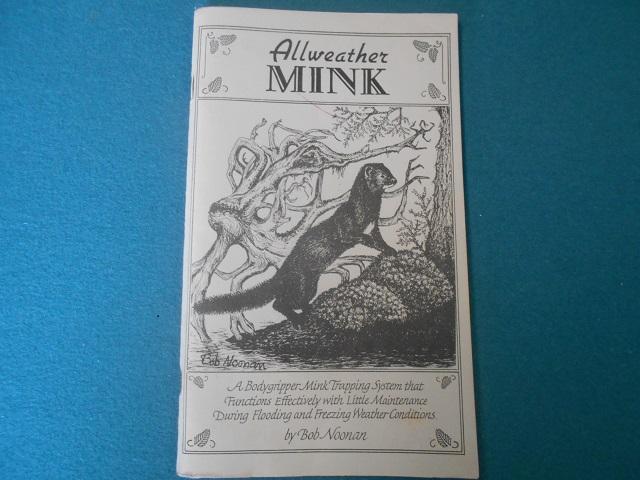 Allweather
MINK
Bob Noonan
A Bodygripper Mink Trapping System that
Functions Effectively with Little Maintenance
During Flooding and Freezing Weather Conditions.
by Bob Noonan